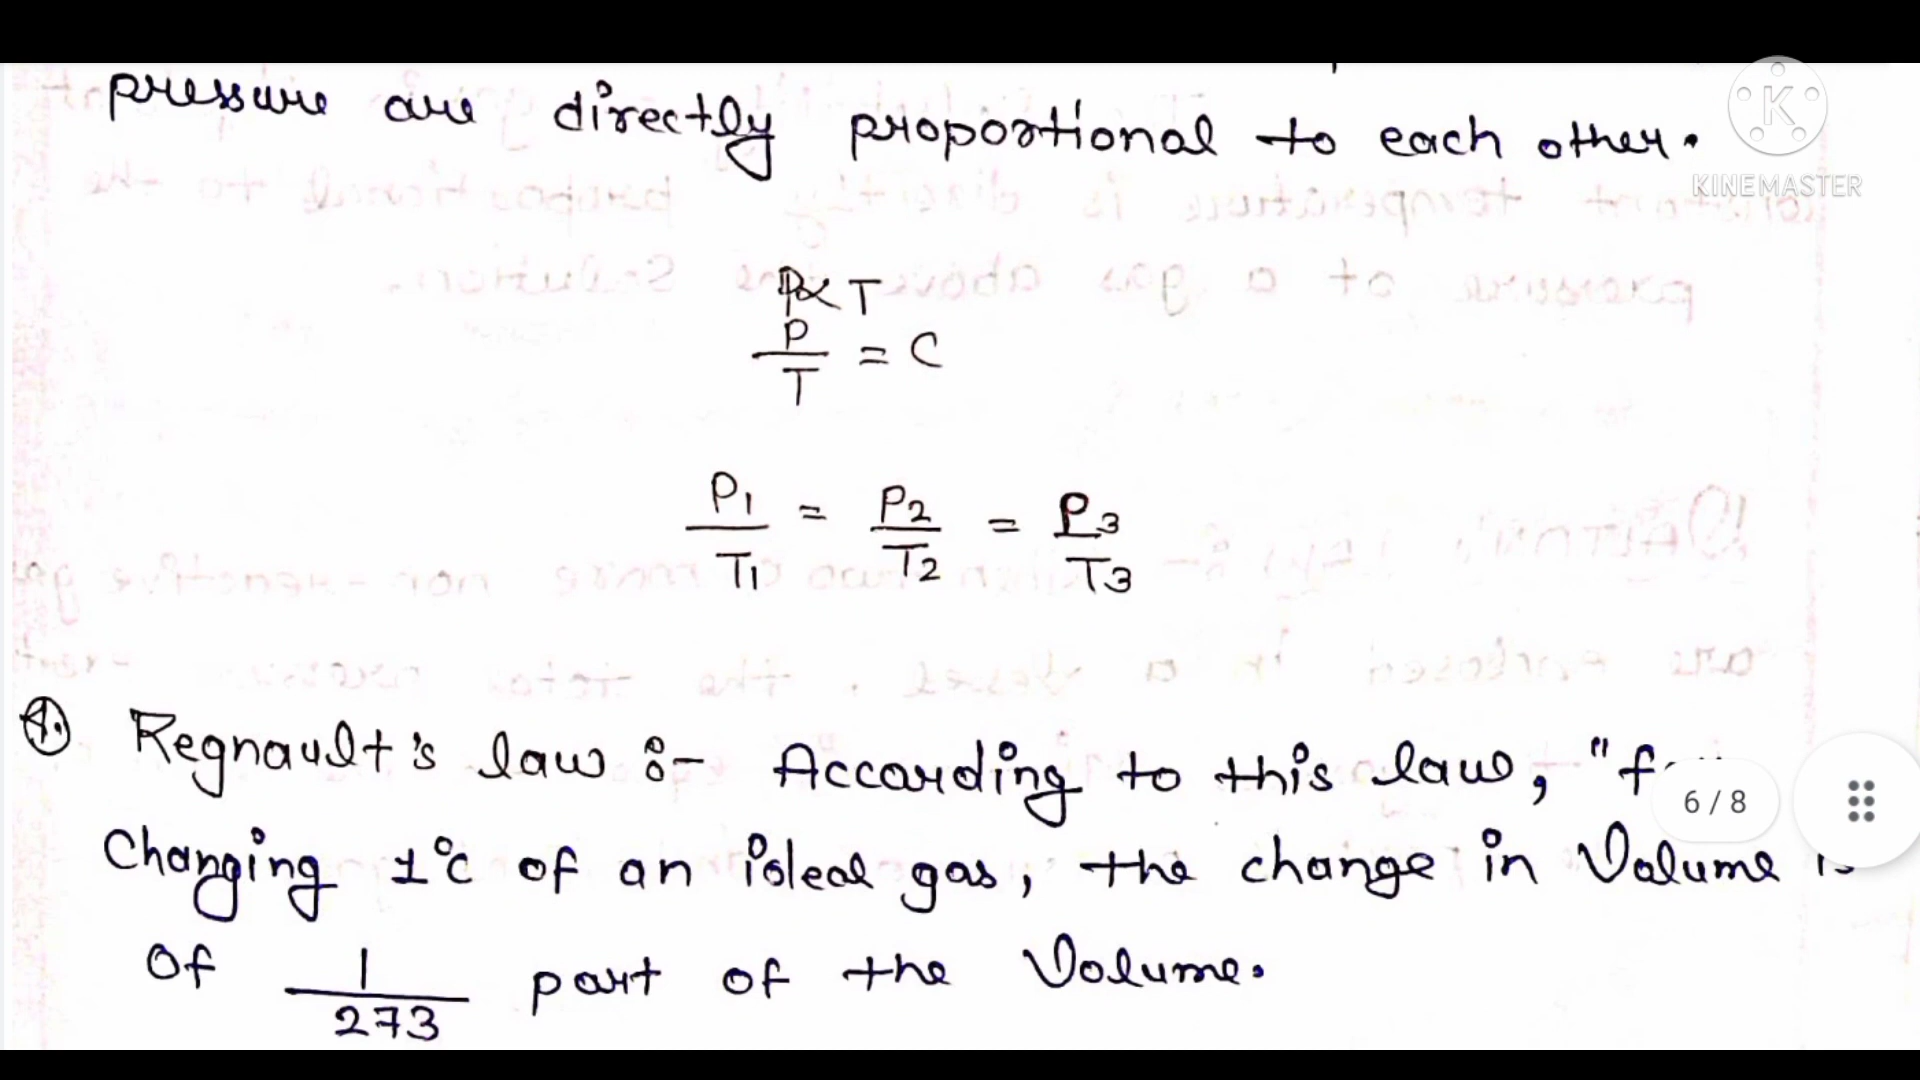 pressure are directly proportional to each other.
KINEMASTER
P∝T
P/T = C
P1/T1 = P2/T2 = P3/T3
4. Regnault's law :- According to this law, "
6/8
Changing 1°C of an ideal gas, the change in Volume is
of 1/273 part of the Volume.